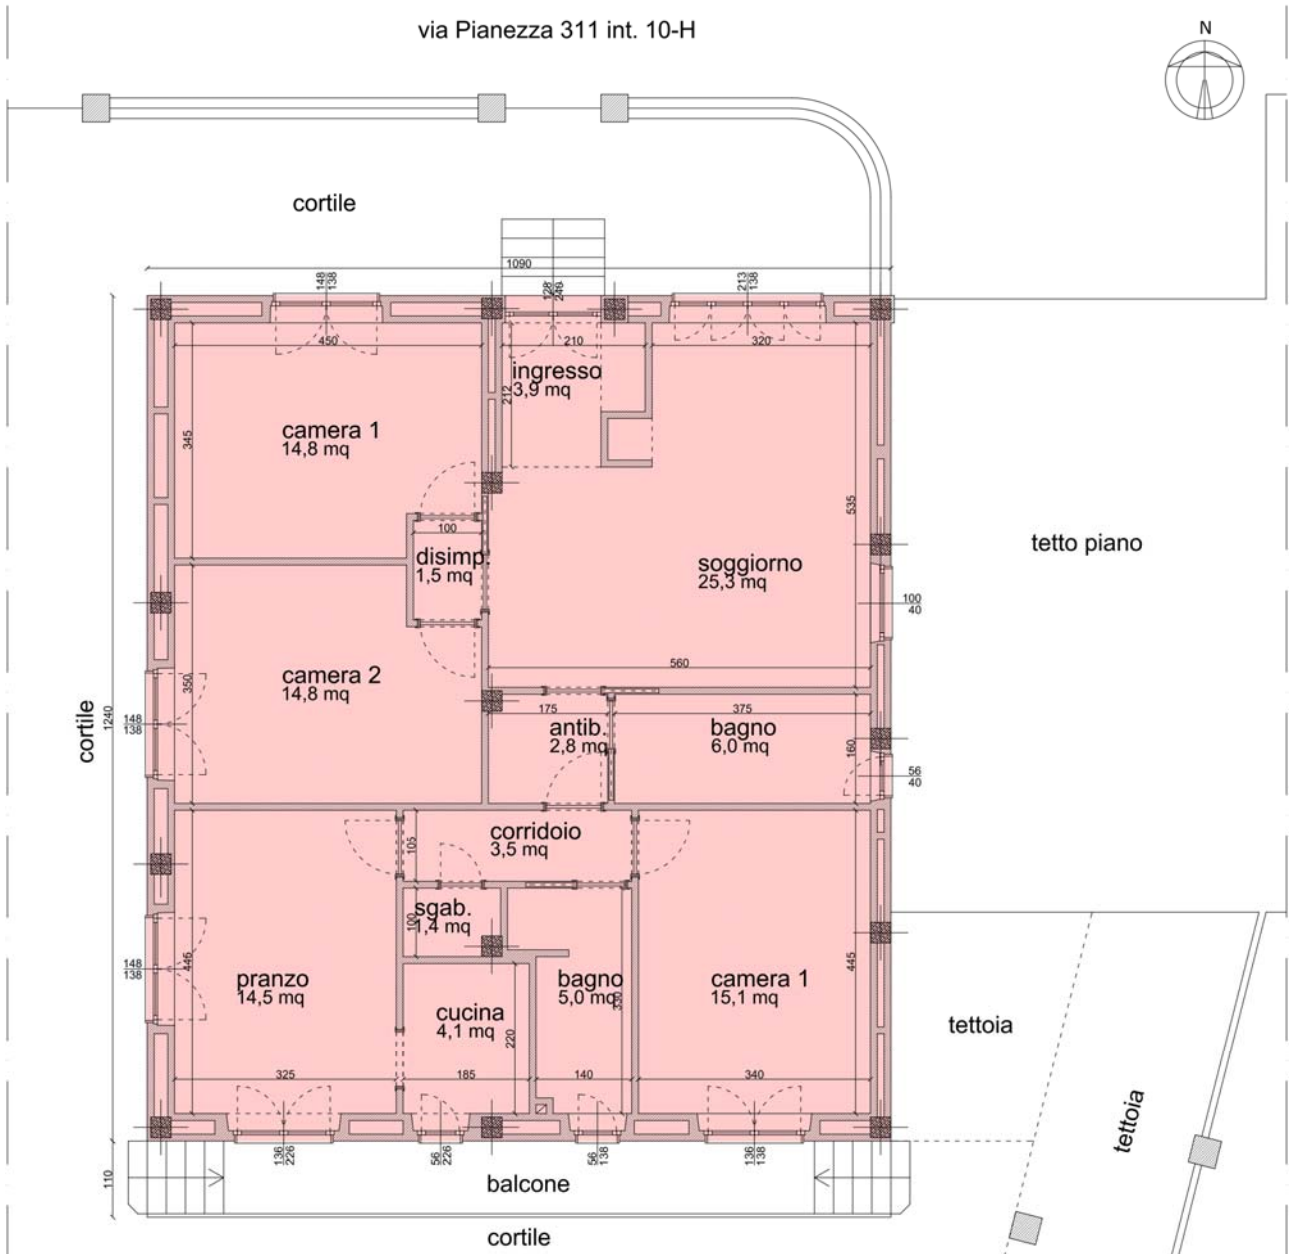 via Pianezza 311 int. 10-H
N
cortile
1090
148
138
128
240
213
138
450
210
320
ingresso
3,9 mq
212
camera 1
14,8 mq
345
535
100
disimp.
1,5 mq
soggiorno
25,3 mq
tetto piano
100
40
560
camera 2
14,8 mq
350
cortile
1240
148
138
175
375
antib.
2,8 mq
bagno
6,0 mq
160
56
40
corridoio
3,5 mq
105
sgab.
1,4 mq
100
148
138
445
pranzo
14,5 mq
cucina
4,1 mq
220
bagno
5,0 mq
330
camera 1
15,1 mq
445
tettoia
tettoia
325
185
140
340
136
226
56
226
56
138
136
138
110
balcone
cortile